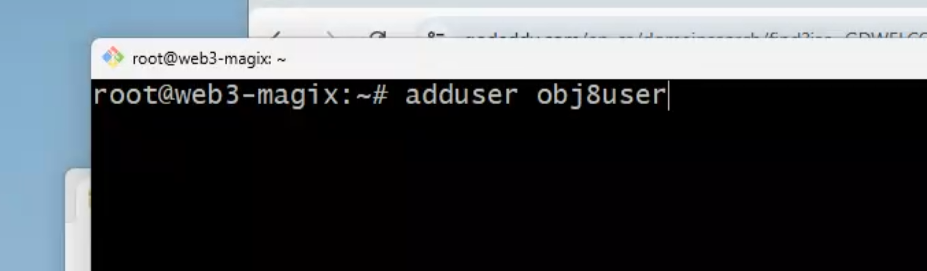 root@web3-magix: ~
root@web3-magix:~# adduser obj8user